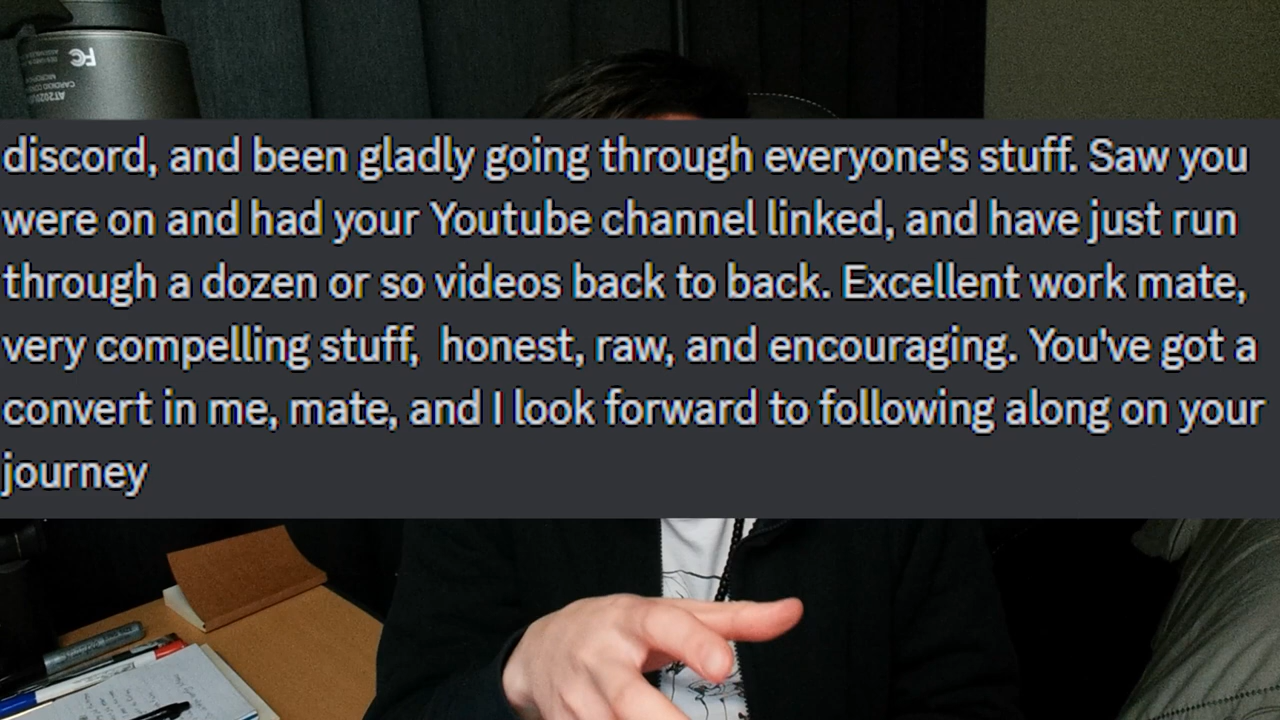 FC
AT2020
discord, and been gladly going through everyone's stuff. Saw you
were on and had your Youtube channel linked, and have just run
through a dozen or so videos back to back. Excellent work mate,
very compelling stuff,  honest, raw, and encouraging. You've got a
convert in me, mate, and I look forward to following along on your
journey